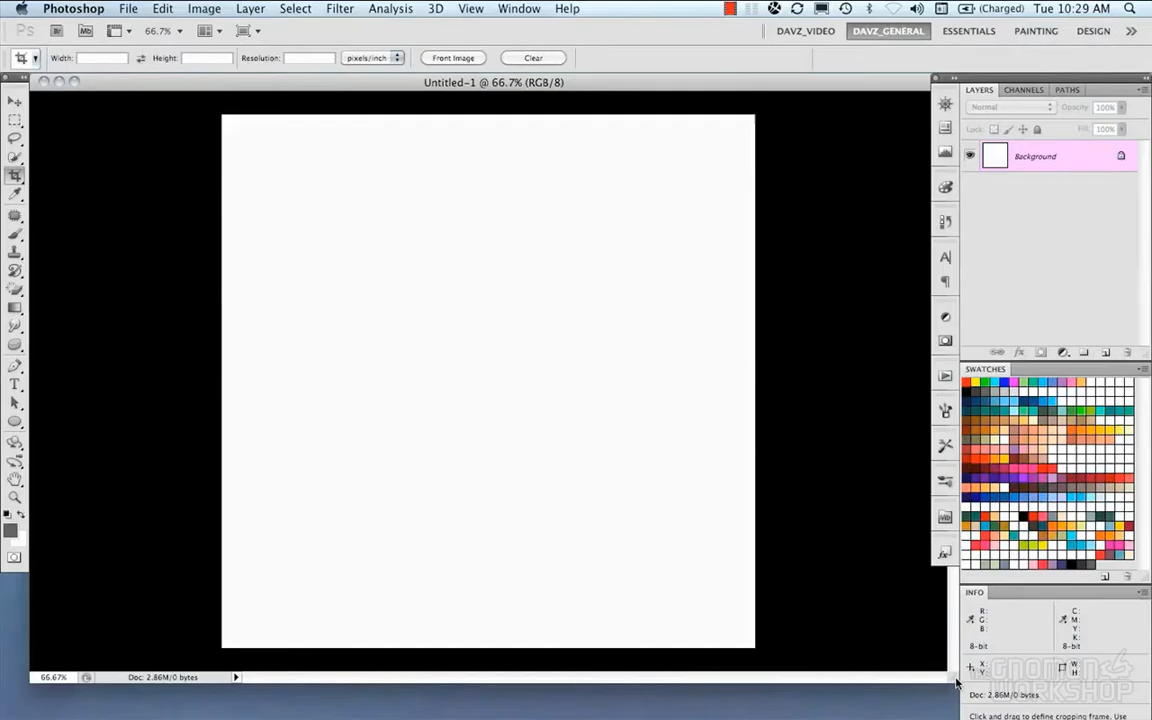 Photoshop File Edit Image Layer Select Filter Analysis 3D View Window Help (Charged) Tue 10:29 AM
Ps Br Mb 66.7% DAVZ_VIDEO DAVZ_GENERAL ESSENTIALS PAINTING DESIGN
Width: Height: Resolution: pixels/inch Front Image Clear
Untitled-1 @ 66.7% (RGB/8)
LAYERS CHANNELS PATHS
Normal Opacity: 100%
Lock: Fill: 100%
Background
SWATCHES
INFO
R: C:
G: M:
B: Y:
K:
8-bit 8-bit
X: W:
Y: H:
GNOMON
WORKSHOP
66.67% Doc: 2.86M/0 bytes
Doc: 2.86M/0 bytes
Click and drag to define cropping frame. Use